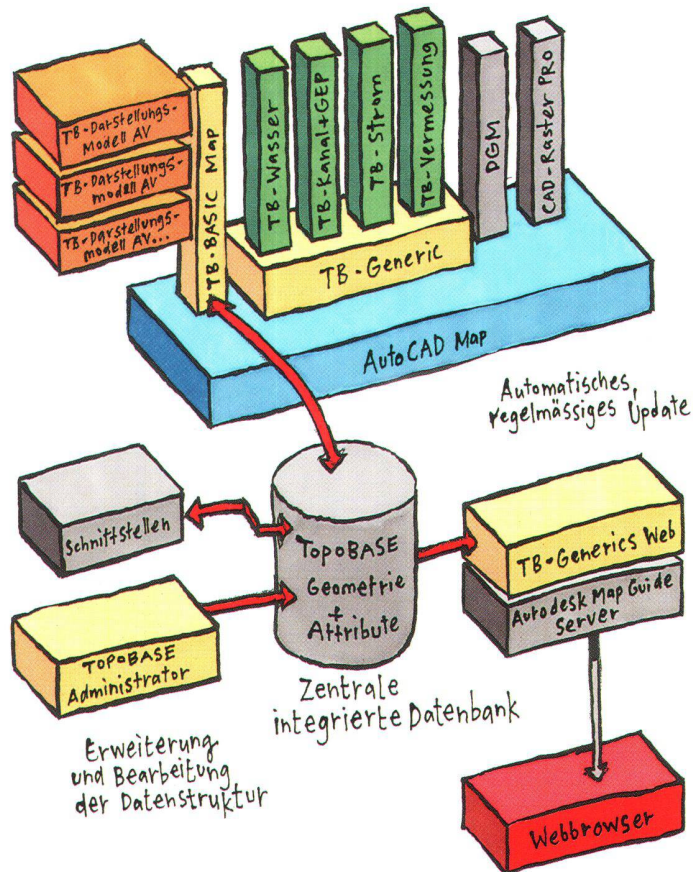 TB-Darstellungs-
Modell AV
TB-Darstellungs-
modell AV
TB-Darstellungs-
modell AV...
TB-BASIC Map
TB-Wasser
TB-Kanal+GEP
TB-Strom
TB-Vermessung
DGM
CAD-Raster PRO
TB-Generic
AutoCAD Map
Automatisches,
regelmässiges Update
Schnittstellen
TOPOBASE
Administrator
TOPOBASE
Geometrie
+
Attribute
TB-Generics Web
Autodesk Map Guide
Server
Zentrale
integrierte Datenbank
Erweiterung
und Bearbeitung
der Datenstruktur
Webbrowser